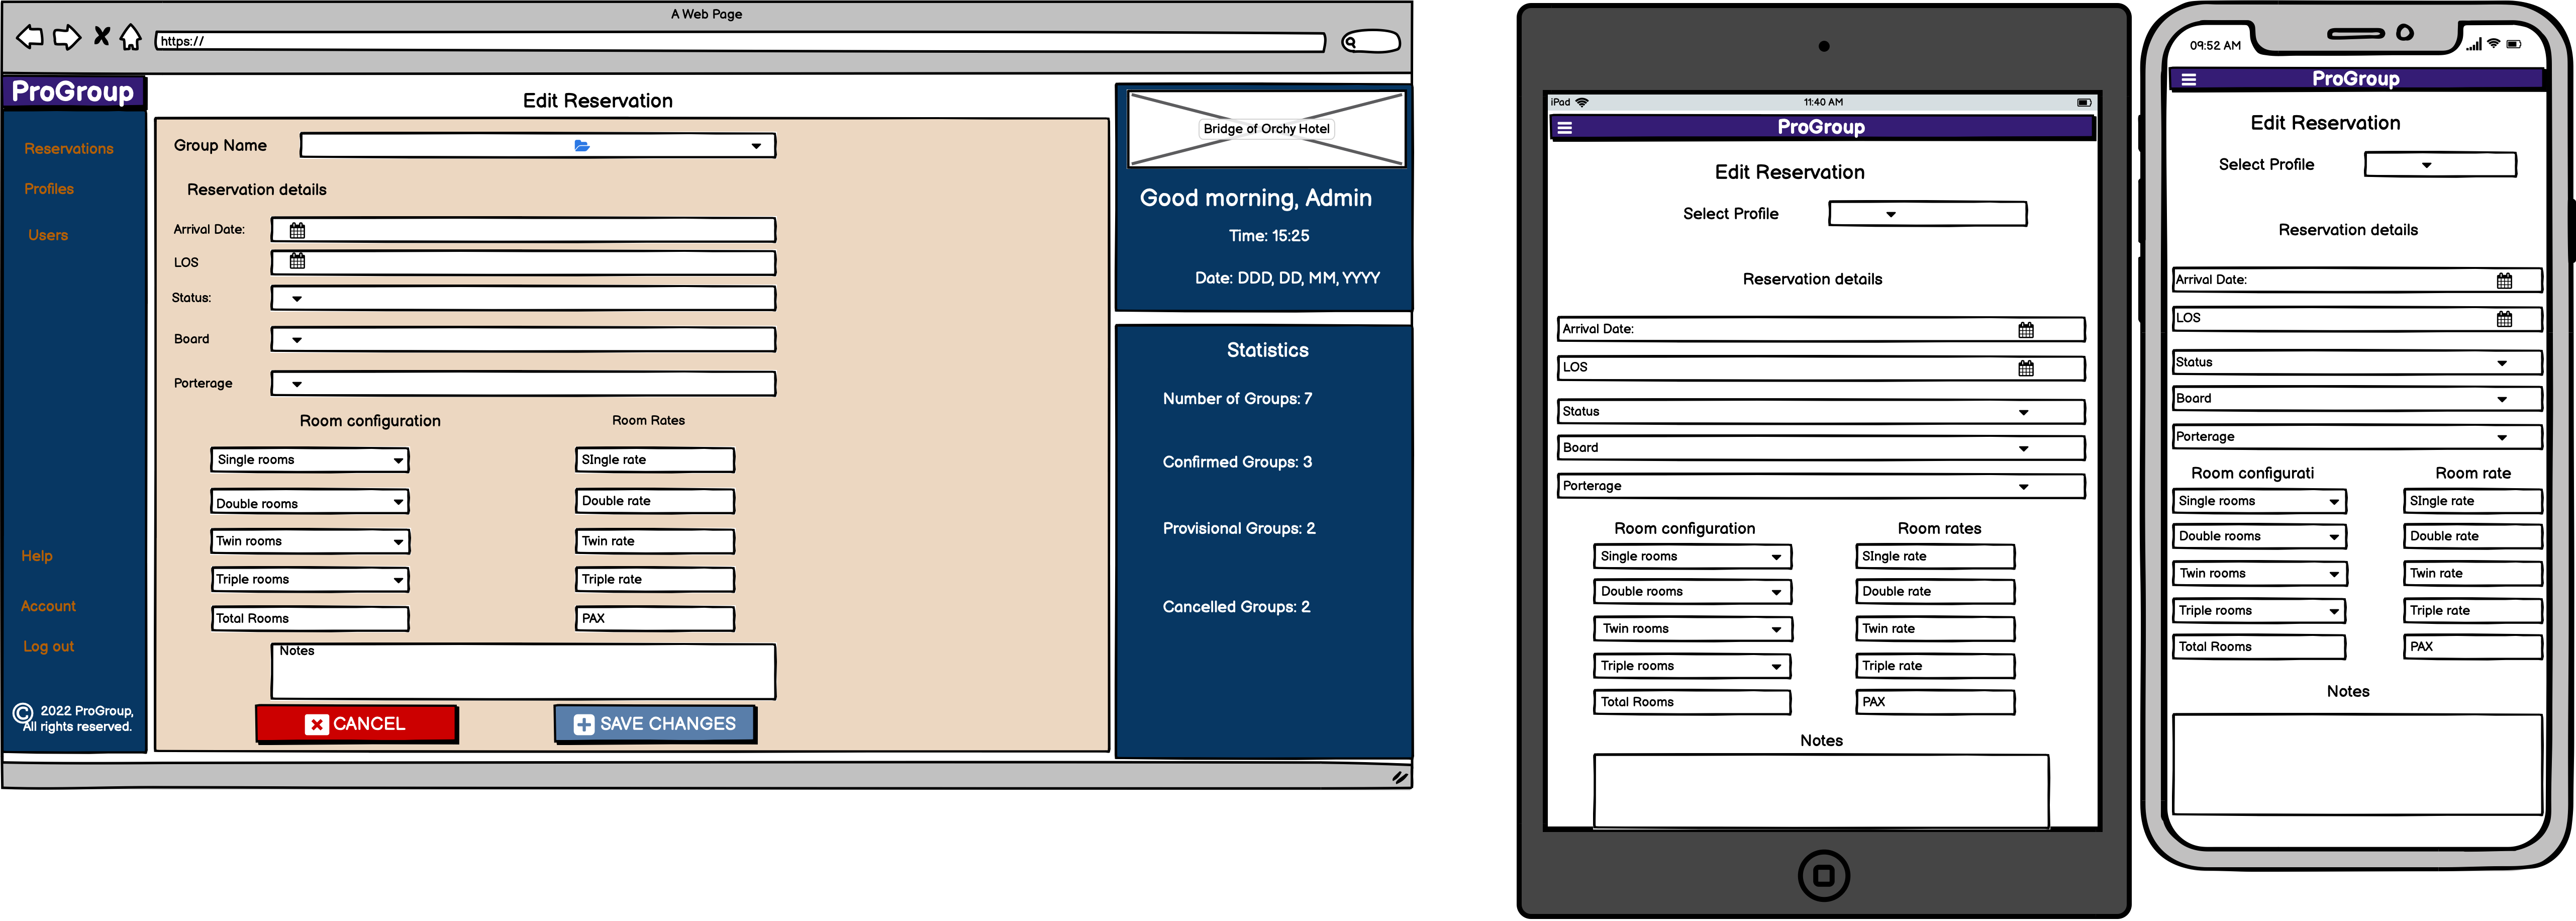 A Web Page
https://
ProGroup
Reservations
Profiles
Users
Help
Account
Log out
© 2022 ProGroup,
All rights reserved.
Edit Reservation
Group Name
Reservation details
Arrival Date:
LOS
Status:
Board
Porterage
Room configuration Room Rates
Single rooms SIngle rate
Double rooms Double rate
Twin rooms Twin rate
Triple rooms Triple rate
Total Rooms PAX
Notes
CANCEL SAVE CHANGES
Bridge of Orchy Hotel
Good morning, Admin
Time: 15:25
Date: DDD, DD, MM, YYYY
Statistics
Number of Groups: 7
Confirmed Groups: 3
Provisional Groups: 2
Cancelled Groups: 2
iPad 11:40 AM
ProGroup
Edit Reservation
Select Profile
Reservation details
Arrival Date:
LOS
Status
Board
Porterage
Room configuration Room rates
Single rooms SIngle rate
Double rooms Double rate
Twin rooms Twin rate
Triple rooms Triple rate
Total Rooms PAX
Notes
09:52 AM
ProGroup
Edit Reservation
Select Profile
Reservation details
Arrival Date:
LOS
Status
Board
Porterage
Room configurati Room rate
Single rooms SIngle rate
Double rooms Double rate
Twin rooms Twin rate
Triple rooms Triple rate
Total Rooms PAX
Notes